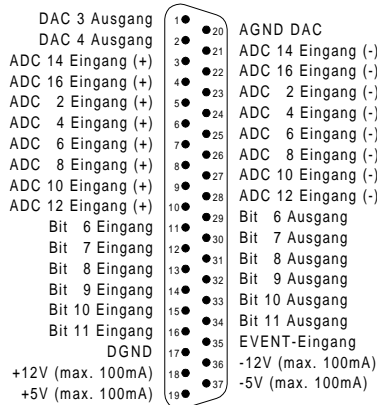 DAC 3 Ausgang 1
DAC 4 Ausgang 2
ADC 14 Eingang (+) 3
ADC 16 Eingang (+) 4
ADC 2 Eingang (+) 5
ADC 4 Eingang (+) 6
ADC 6 Eingang (+) 7
ADC 8 Eingang (+) 8
ADC 10 Eingang (+) 9
ADC 12 Eingang (+) 10
Bit 6 Eingang 11
Bit 7 Eingang 12
Bit 8 Eingang 13
Bit 9 Eingang 14
Bit 10 Eingang 15
Bit 11 Eingang 16
DGND 17
+12V (max. 100mA) 18
+5V (max. 100mA) 19
20 AGND DAC
21 ADC 14 Eingang (-)
22 ADC 16 Eingang (-)
23 ADC 2 Eingang (-)
24 ADC 4 Eingang (-)
25 ADC 6 Eingang (-)
26 ADC 8 Eingang (-)
27 ADC 10 Eingang (-)
28 ADC 12 Eingang (-)
29 Bit 6 Ausgang
30 Bit 7 Ausgang
31 Bit 8 Ausgang
32 Bit 9 Ausgang
33 Bit 10 Ausgang
34 Bit 11 Ausgang
35 EVENT-Eingang
36 -12V (max. 100mA)
37 -5V (max. 100mA)